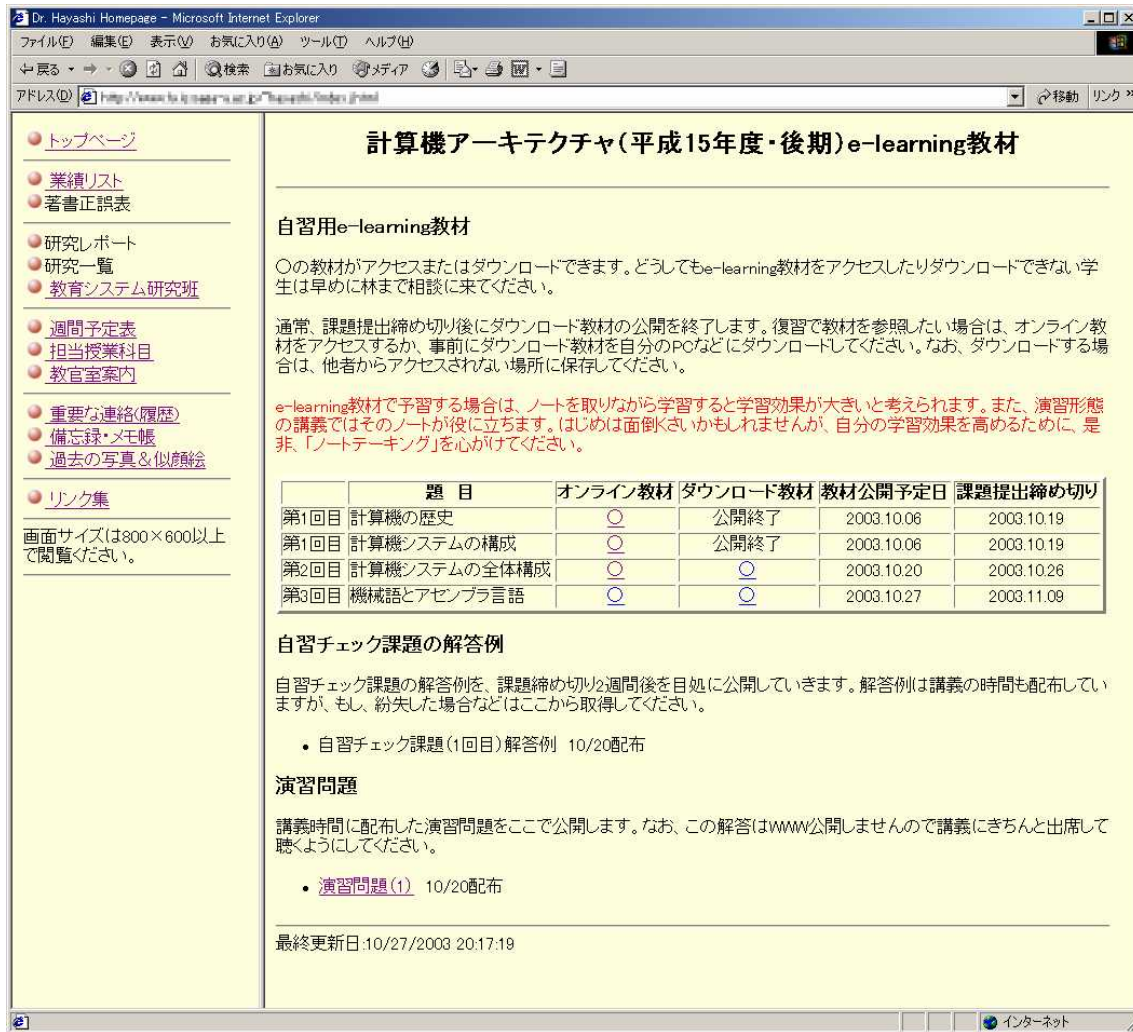 Dr. Hayashi Homepage - Microsoft Internet Explorer
ファイル(F) 編集(E) 表示(V) お気に入り(A) ツール(T) ヘルプ(H)
戻る 検索 お気に入り メディア
アドレス(D) 移動 リンク »
トップページ
業績リスト
著書正誤表
研究レポート
研究一覧
教育システム研究班
週間予定表
担当授業科目
教官室案内
重要な連絡(履歴)
備忘録・メモ帳
過去の写真&似顔絵
リンク集
画面サイズは800×600以上
で閲覧ください。
計算機アーキテクチャ(平成15年度・後期)e-learning教材
自習用e-learning教材
〇の教材がアクセスまたはダウンロードできます。どうしてもe-learning教材をアクセスしたりダウンロードできない学
生は早めに林まで相談に来てください。
通常、課題提出締め切り後にダウンロード教材の公開を終了します。復習で教材を参照したい場合は、オンライン教
材をアクセスするか、事前にダウンロード教材を自分のPCなどにダウンロードしてください。なお、ダウンロードする場
合は、他者からアクセスされない場所に保存してください。
e-learning教材で予習する場合は、ノートを取りながら学習すると学習効果が大きいと考えられます。また、演習形態
の講義ではそのノートが役に立ちます。はじめは面倒くさいかもしれませんが、自分の学習効果を高めるために、是
非、「ノートテーキング」を心がけてください。
題 目 オンライン教材 ダウンロード教材 教材公開予定日 課題提出締め切り
第1回目 計算機の歴史 〇 公開終了 2003.10.06 2003.10.19
第1回目 計算機システムの構成 〇 公開終了 2003.10.06 2003.10.19
第2回目 計算機システムの全体構成 〇 〇 2003.10.20 2003.10.26
第3回目 機械語とアセンブラ言語 〇 〇 2003.10.27 2003.11.09
自習チェック課題の解答例
自習チェック課題の解答例を、課題締め切り2週間後を目処に公開していきます。解答例は講義の時間も配布してい
ますが、もし、紛失した場合などはここから取得してください。
• 自習チェック課題(1回目)解答例 10/20配布
演習問題
講義時間に配布した演習問題をここで公開します。なお、この解答はWWW公開しませんので講義にきちんと出席して
聴くようにしてください。
• 演習問題(1) 10/20配布
最終更新日:10/27/2003 20:17:19
インターネット